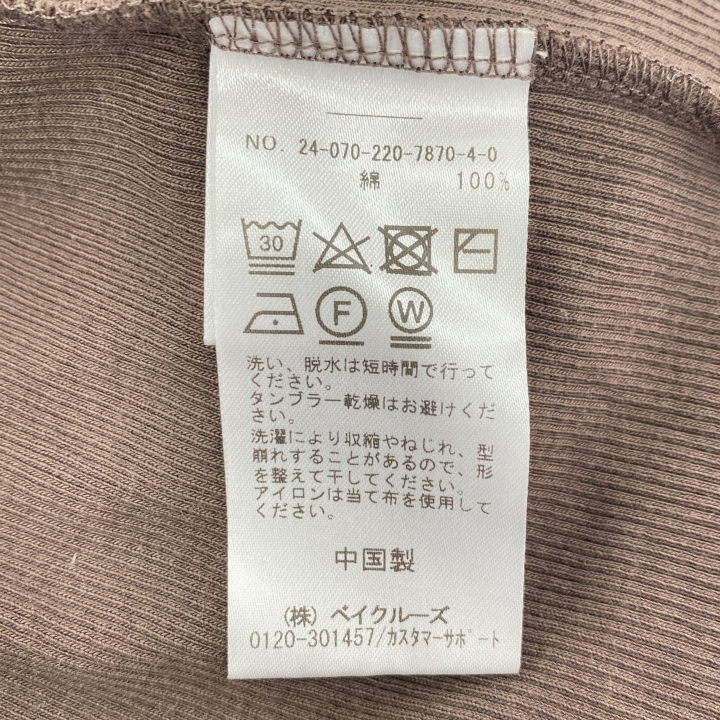 NO. 24-070-220-7870-4-0
綿 100%
30
F W
洗い、脱水は短時間で行って
ください。
タンブラー乾燥はお避けくだ
さい。
洗濯により収縮やねじれ、型
崩れすることがあるので、形
を整えて干してください。
アイロンは当て布を使用して
ください。
中国製
(株) ベイクルーズ
0120-301457/カスタマーサポート